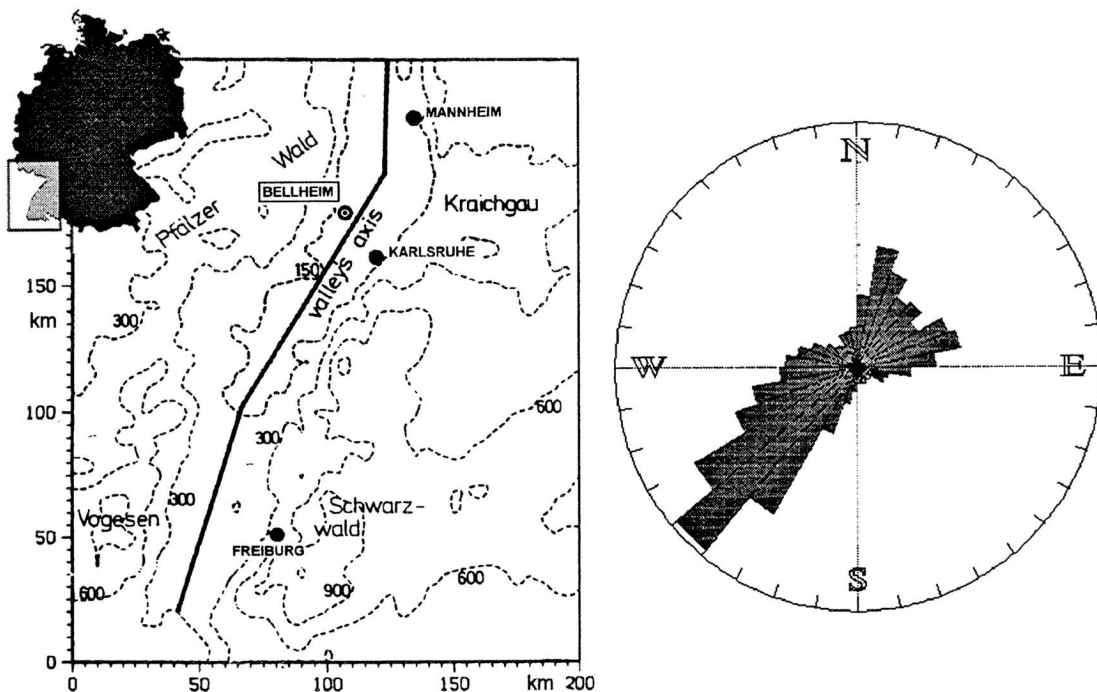 MANNHEIM
Wald
BELLHEIM
Kraichgau
Pfälzer
KARLSRUHE
valleys axis
150
150
km
300
100
600
300
300
Vogesen
Schwarz-
wald
50
FREIBURG
600
900
600
0
0 50 100 150 km 200
N
W E
S